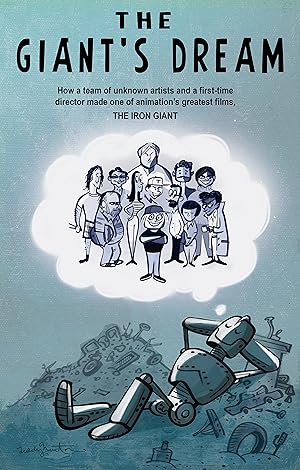 THE
GIANT'S DREAM
How a team of unknown artists and a first-time
director made one of animation's greatest films,
THE IRON GIANT